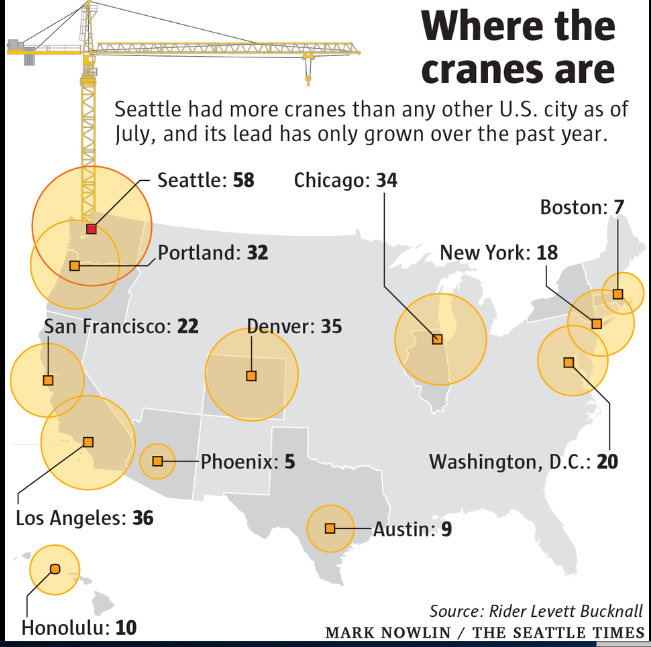 Where the
cranes are
Seattle had more cranes than any other U.S. city as of
July, and its lead has only grown over the past year.
Seattle: 58
Chicago: 34
Boston: 7
Portland: 32
New York: 18
San Francisco: 22
Denver: 35
Phoenix: 5
Washington, D.C.: 20
Los Angeles: 36
Austin: 9
Honolulu: 10
Source: Rider Levett Bucknall
MARK NOWLIN / THE SEATTLE TIMES